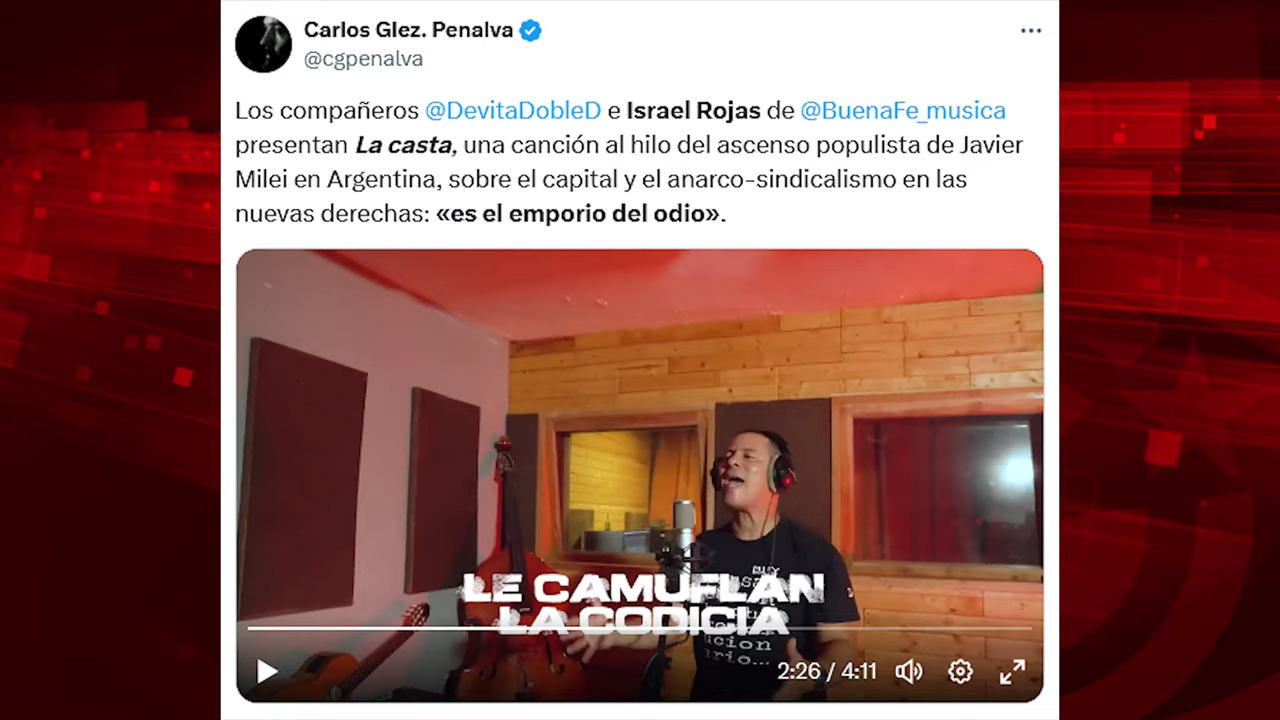 Carlos Glez. Penalva
@cgpenalva
Los compañeros @DevitaDobleD e Israel Rojas de @BuenaFe_musica
presentan La casta, una canción al hilo del ascenso populista de Javier
Milei en Argentina, sobre el capital y el anarco-sindicalismo en las
nuevas derechas: «es el emporio del odio».
LE CAMUFLAN
LA CODICIA
2:26 / 4:11